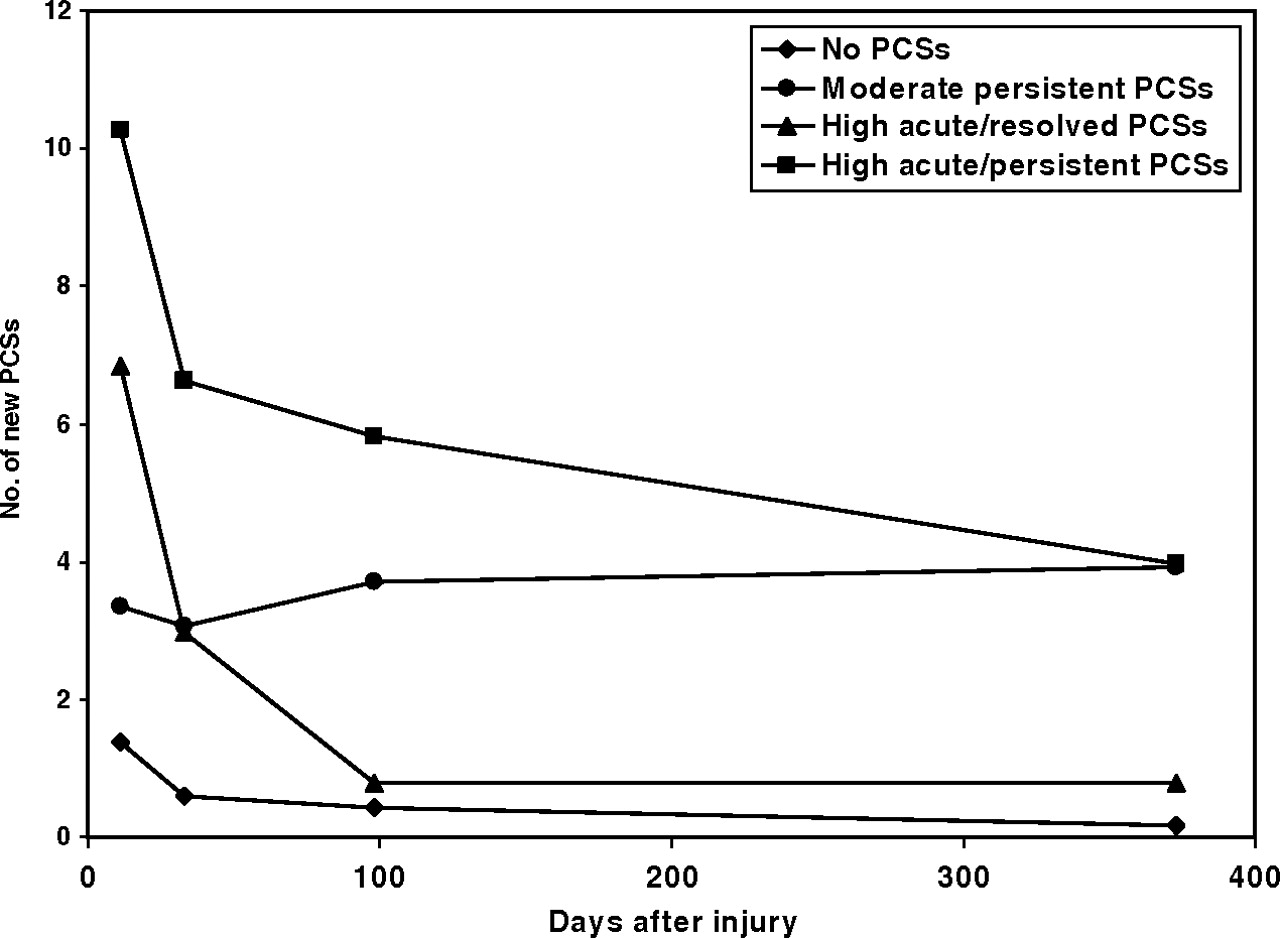 12
No PCSs
Moderate persistent PCSs
High acute/resolved PCSs
High acute/persistent PCSs
10
8
6
4
2
0
No. of new PCSs
0 100 200 300 400
Days after injury